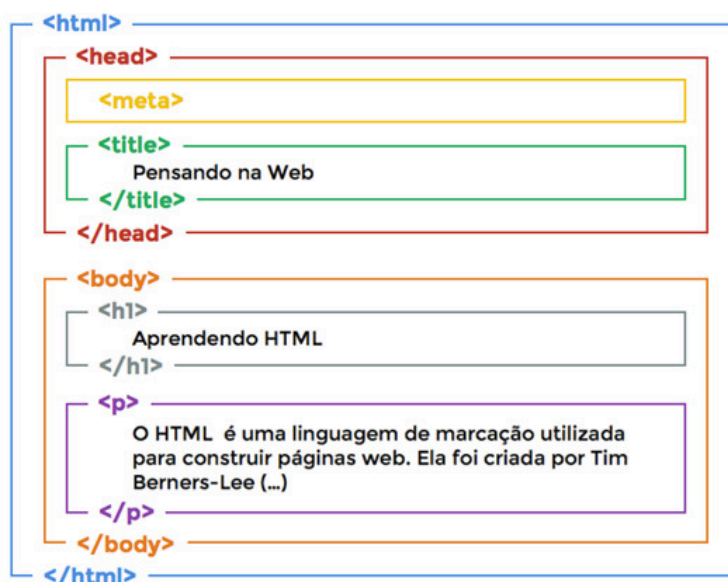 <html>
<head>
<meta>
<title>
Pensando na Web
</title>
</head>
<body>
<h1>
Aprendendo HTML
</h1>
<p>
O HTML é uma linguagem de marcação utilizada
para construir páginas web. Ela foi criada por Tim
Berners-Lee (...)
</p>
</body>
</html>